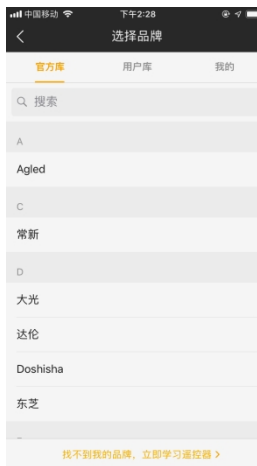 中国移动 下午2:28
选择品牌
官方库 用户库 我的
搜索
A
Agled
C
常新
D
大光
达伦
Doshisha
东芝
找不到我的品牌，立即学习遥控器 >